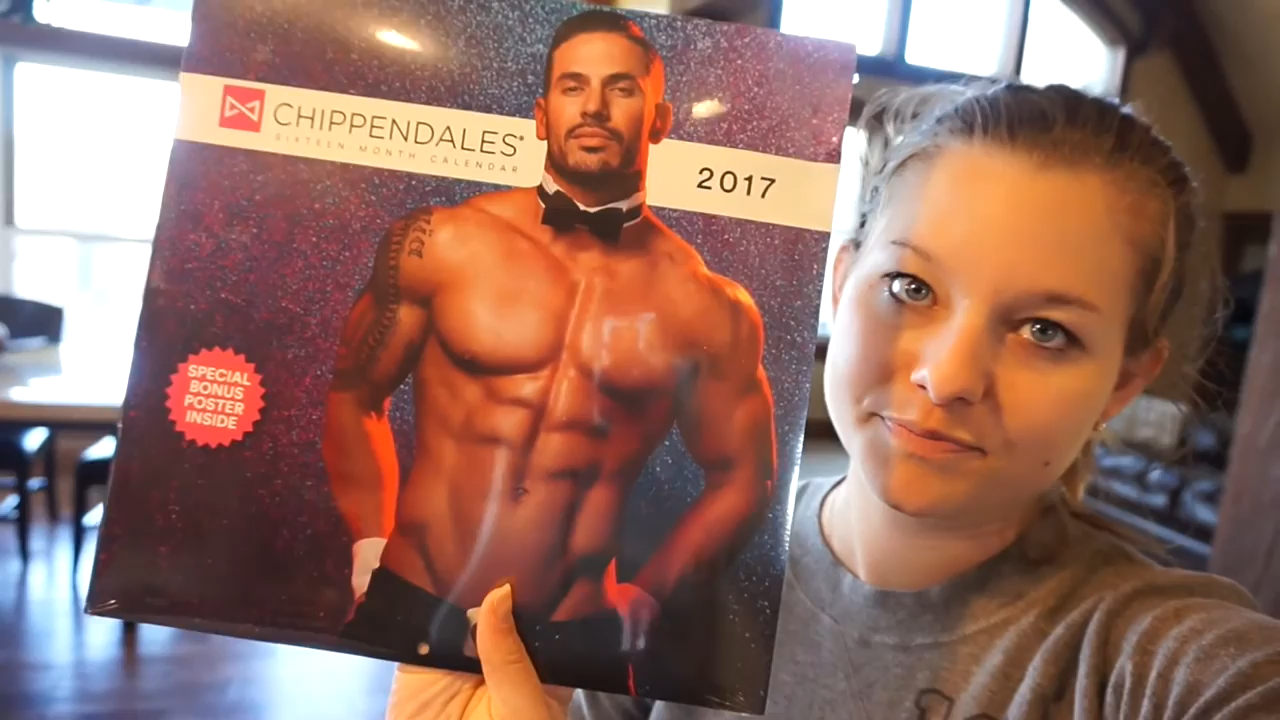 CHIPPENDALES®
SIXTEEN-MONTH CALENDAR
2017
SPECIAL
BONUS
POSTER
INSIDE